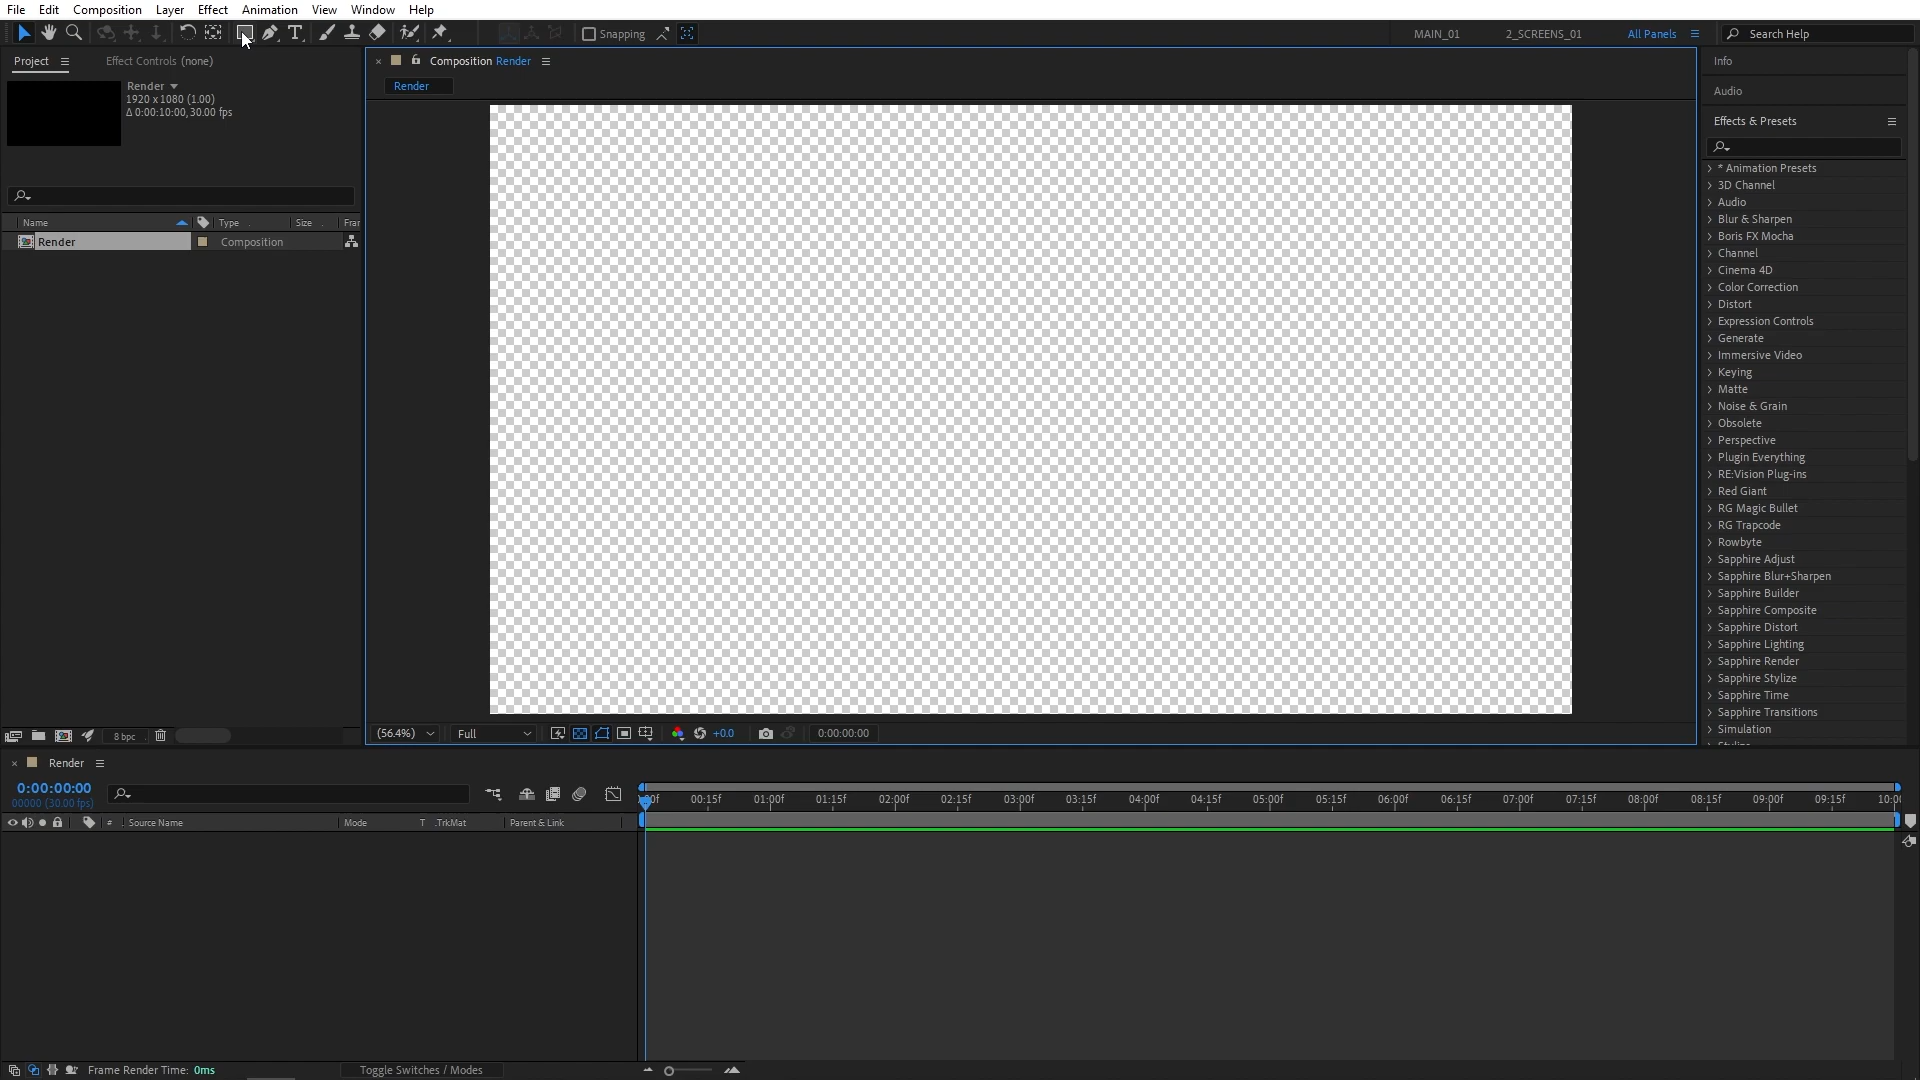 File Edit Composition Layer Effect Animation View Window Help
Snapping MAIN_01 2_SCREENS_01 All Panels Search Help
Project Effect Controls (none)
Composition Render
Info
Render
1920 x 1080 (1.00)
Δ 0:00:10:00, 30.00 fps
Render
Audio
Effects & Presets
Name Type Size Fra
Render Composition
* Animation Presets
3D Channel
Audio
Blur & Sharpen
Boris FX Mocha
Channel
Cinema 4D
Color Correction
Distort
Expression Controls
Generate
Immersive Video
Keying
Matte
Noise & Grain
Obsolete
Perspective
Plugin Everything
RE:Vision Plug-ins
Red Giant
RG Magic Bullet
RG Trapcode
Rowbyte
Sapphire Adjust
Sapphire Blur+Sharpen
Sapphire Builder
Sapphire Composite
Sapphire Distort
Sapphire Lighting
Sapphire Render
Sapphire Stylize
Sapphire Time
Sapphire Transitions
Simulation
8 bpc
(56.4%) Full +0.0 0:00:00:00
Render
0:00:00:00
00000 (30.00 fps)
00:15f 01:00f 01:15f 02:00f 02:15f 03:00f 03:15f 04:00f 04:15f 05:00f 05:15f 06:00f 06:15f 07:00f 07:15f 08:00f 08:15f 09:00f 09:15f 10:00
# Source Name Mode T .TrkMat Parent & Link
Frame Render Time: 0ms Toggle Switches / Modes